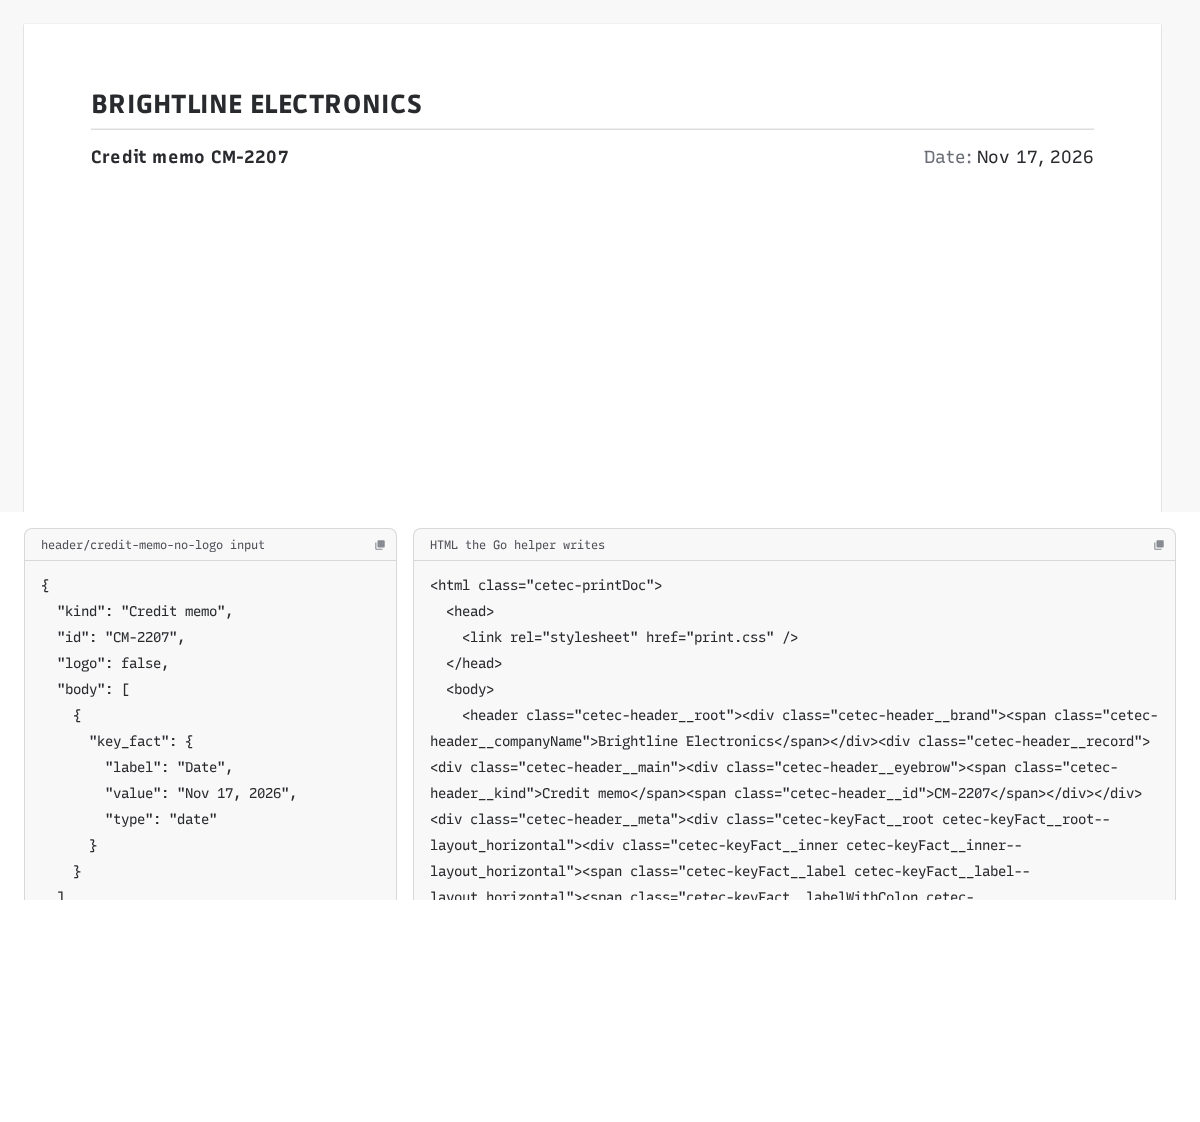 BRIGHTLINE ELECTRONICS
Credit memo CM-2207
Date: Nov 17, 2026
header/credit-memo-no-logo input
{
"kind": "Credit memo",
"id": "CM-2207",
"logo": false,
"body": [
{
"key_fact": {
"label": "Date",
"value": "Nov 17, 2026",
"type": "date"
}
}
]
HTML the Go helper writes
<html class="cetec-printDoc">
<head>
<link rel="stylesheet" href="print.css" />
</head>
<body>
<header class="cetec-header__root"><div class="cetec-header__brand"><span class="cetec-
header__companyName">Brightline Electronics</span></div><div class="cetec-header__record">
<div class="cetec-header__main"><div class="cetec-header__eyebrow"><span class="cetec-
header__kind">Credit memo</span><span class="cetec-header__id">CM-2207</span></div></div>
<div class="cetec-header__meta"><div class="cetec-keyFact__root cetec-keyFact__root--
layout_horizontal"><div class="cetec-keyFact__inner cetec-keyFact__inner--
layout_horizontal"><span class="cetec-keyFact__label cetec-keyFact__label--
layout_horizontal"><span class="cetec-keyFact__labelWithColon cetec-